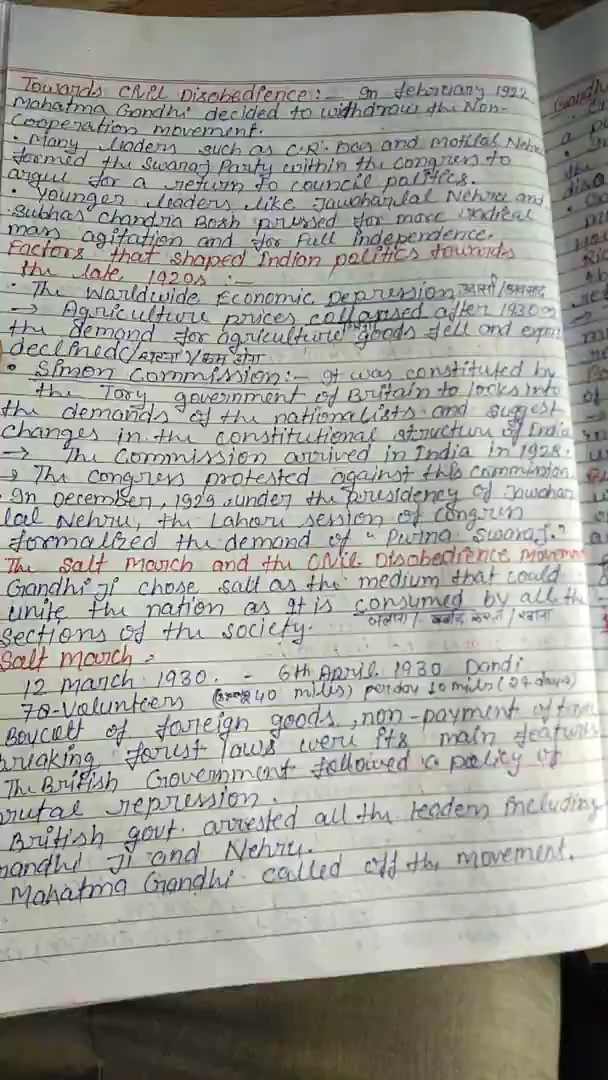 Towards Civil Disobedience:- In february 1922
Mahatma Gandhi decided to withdraw the Non-
Cooperation movement.
• Many leaders such as C.R. Das and Motilal Nehru
formed the Swaraj Party within the congress to
argue for a return to council politics.
• Younger leaders like Jawaharlal Nehru and
Subhas Chandra Bosh pressed for more radical
mass agitation and for Full independence.
Factors that shaped Indian politics towards
the late 1920s :-
• The Worldwide Economic Depression उदासी/अवसाद
→ Agriculture prices collapsed after 1930 →
the demand for agriculture goods fell and export
declined
• Simon Commission:- It was constituted by
the Tory government of Britain to looks into
the demands of the nationalists and suggest
changes in the constitutional structure of India
→ The Commission arrived in India in 1928.
→ The congress protested against this commission
In December, 1929, under the presidency of Jawahar
lal Nehru, the Lahore session of congress
formalized the demand of "Purna Swaraj."
The Salt March and the Civil Disobedience Movement
Gandhi ji chose salt as the medium that could
unite the nation as it is consumed by all the
sections of the society.
Salt March :
12 march 1930. - 6th April 1930 Dandi
78-Volunteers 240 miles) per day 10 miles (24 days)
Boycott of foreign goods, non-payment of taxes
breaking forest laws were its main features
The British Government followed a policy of
brutal repression.
British govt. arrested all the leaders including
Gandhi Ji and Nehru.
Mahatma Gandhi called off the movement.